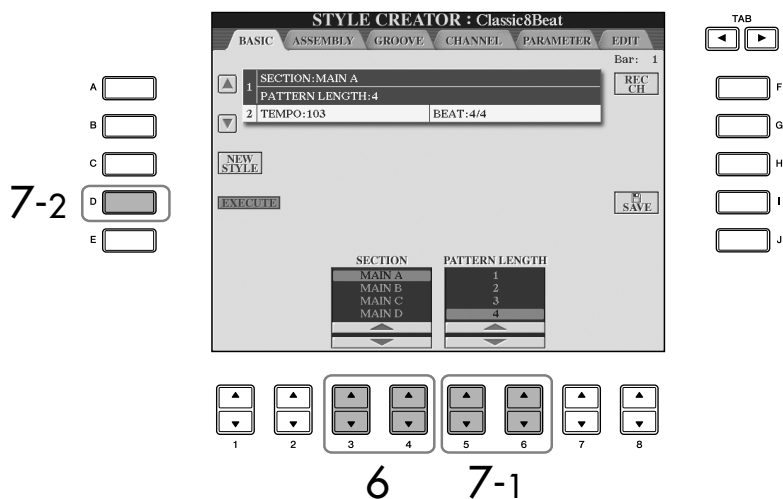 STYLE CREATOR : Classic8Beat
BASIC ASSEMBLY GROOVE CHANNEL PARAMETER EDIT
TAB
Bar: 1
1 SECTION:MAIN A
PATTERN LENGTH:4
2 TEMPO:103 BEAT:4/4
REC
CH
NEW
STYLE
EXECUTE
SAVE
A
B
C
D
E
F
G
H
I
J
7-2
SECTION
MAIN A
MAIN B
MAIN C
MAIN D
PATTERN LENGTH
1
2
3
4
1 2 3 4 5 6 7 8
6 7-1